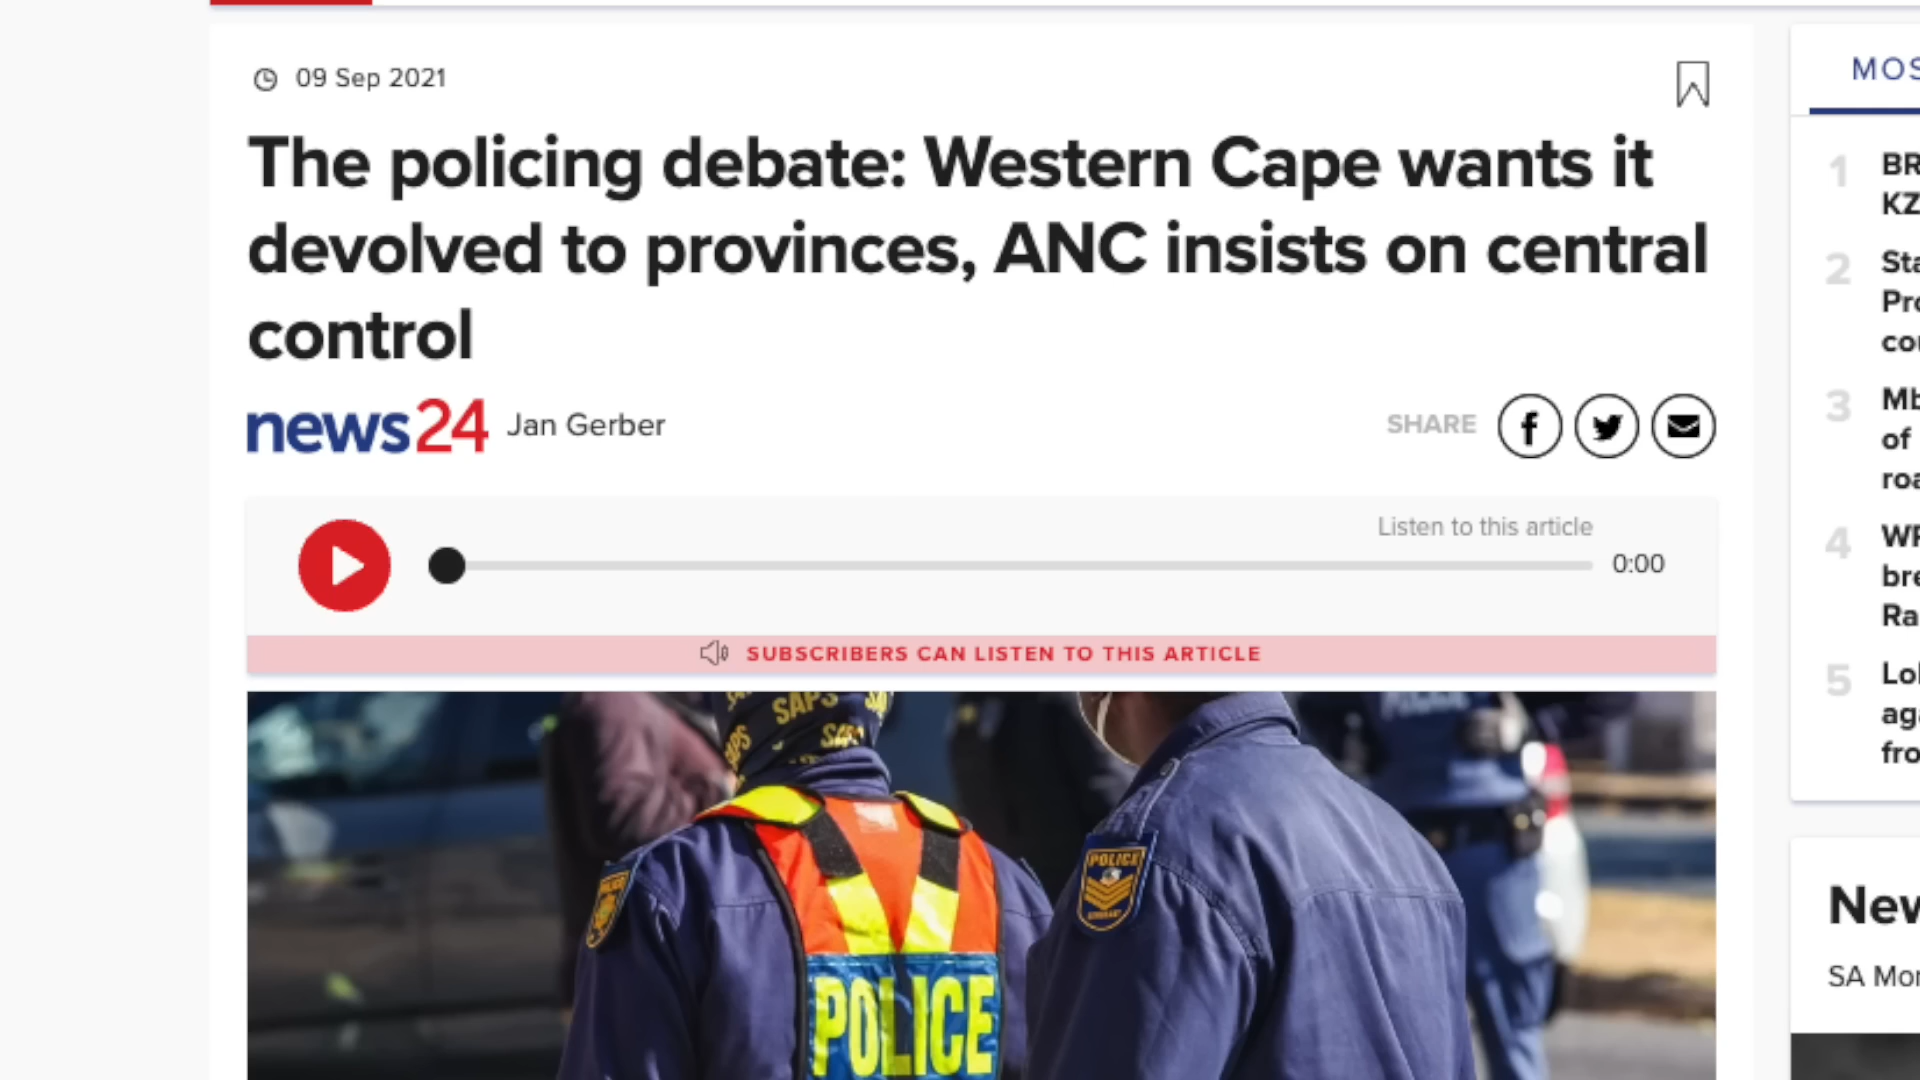 09 Sep 2021
The policing debate: Western Cape wants it
devolved to provinces, ANC insists on central
control
news24 Jan Gerber
SHARE
Listen to this article
0:00
SUBSCRIBERS CAN LISTEN TO THIS ARTICLE
SAPS
POLICE
POLICE
1
2
3
of
4
5
SA